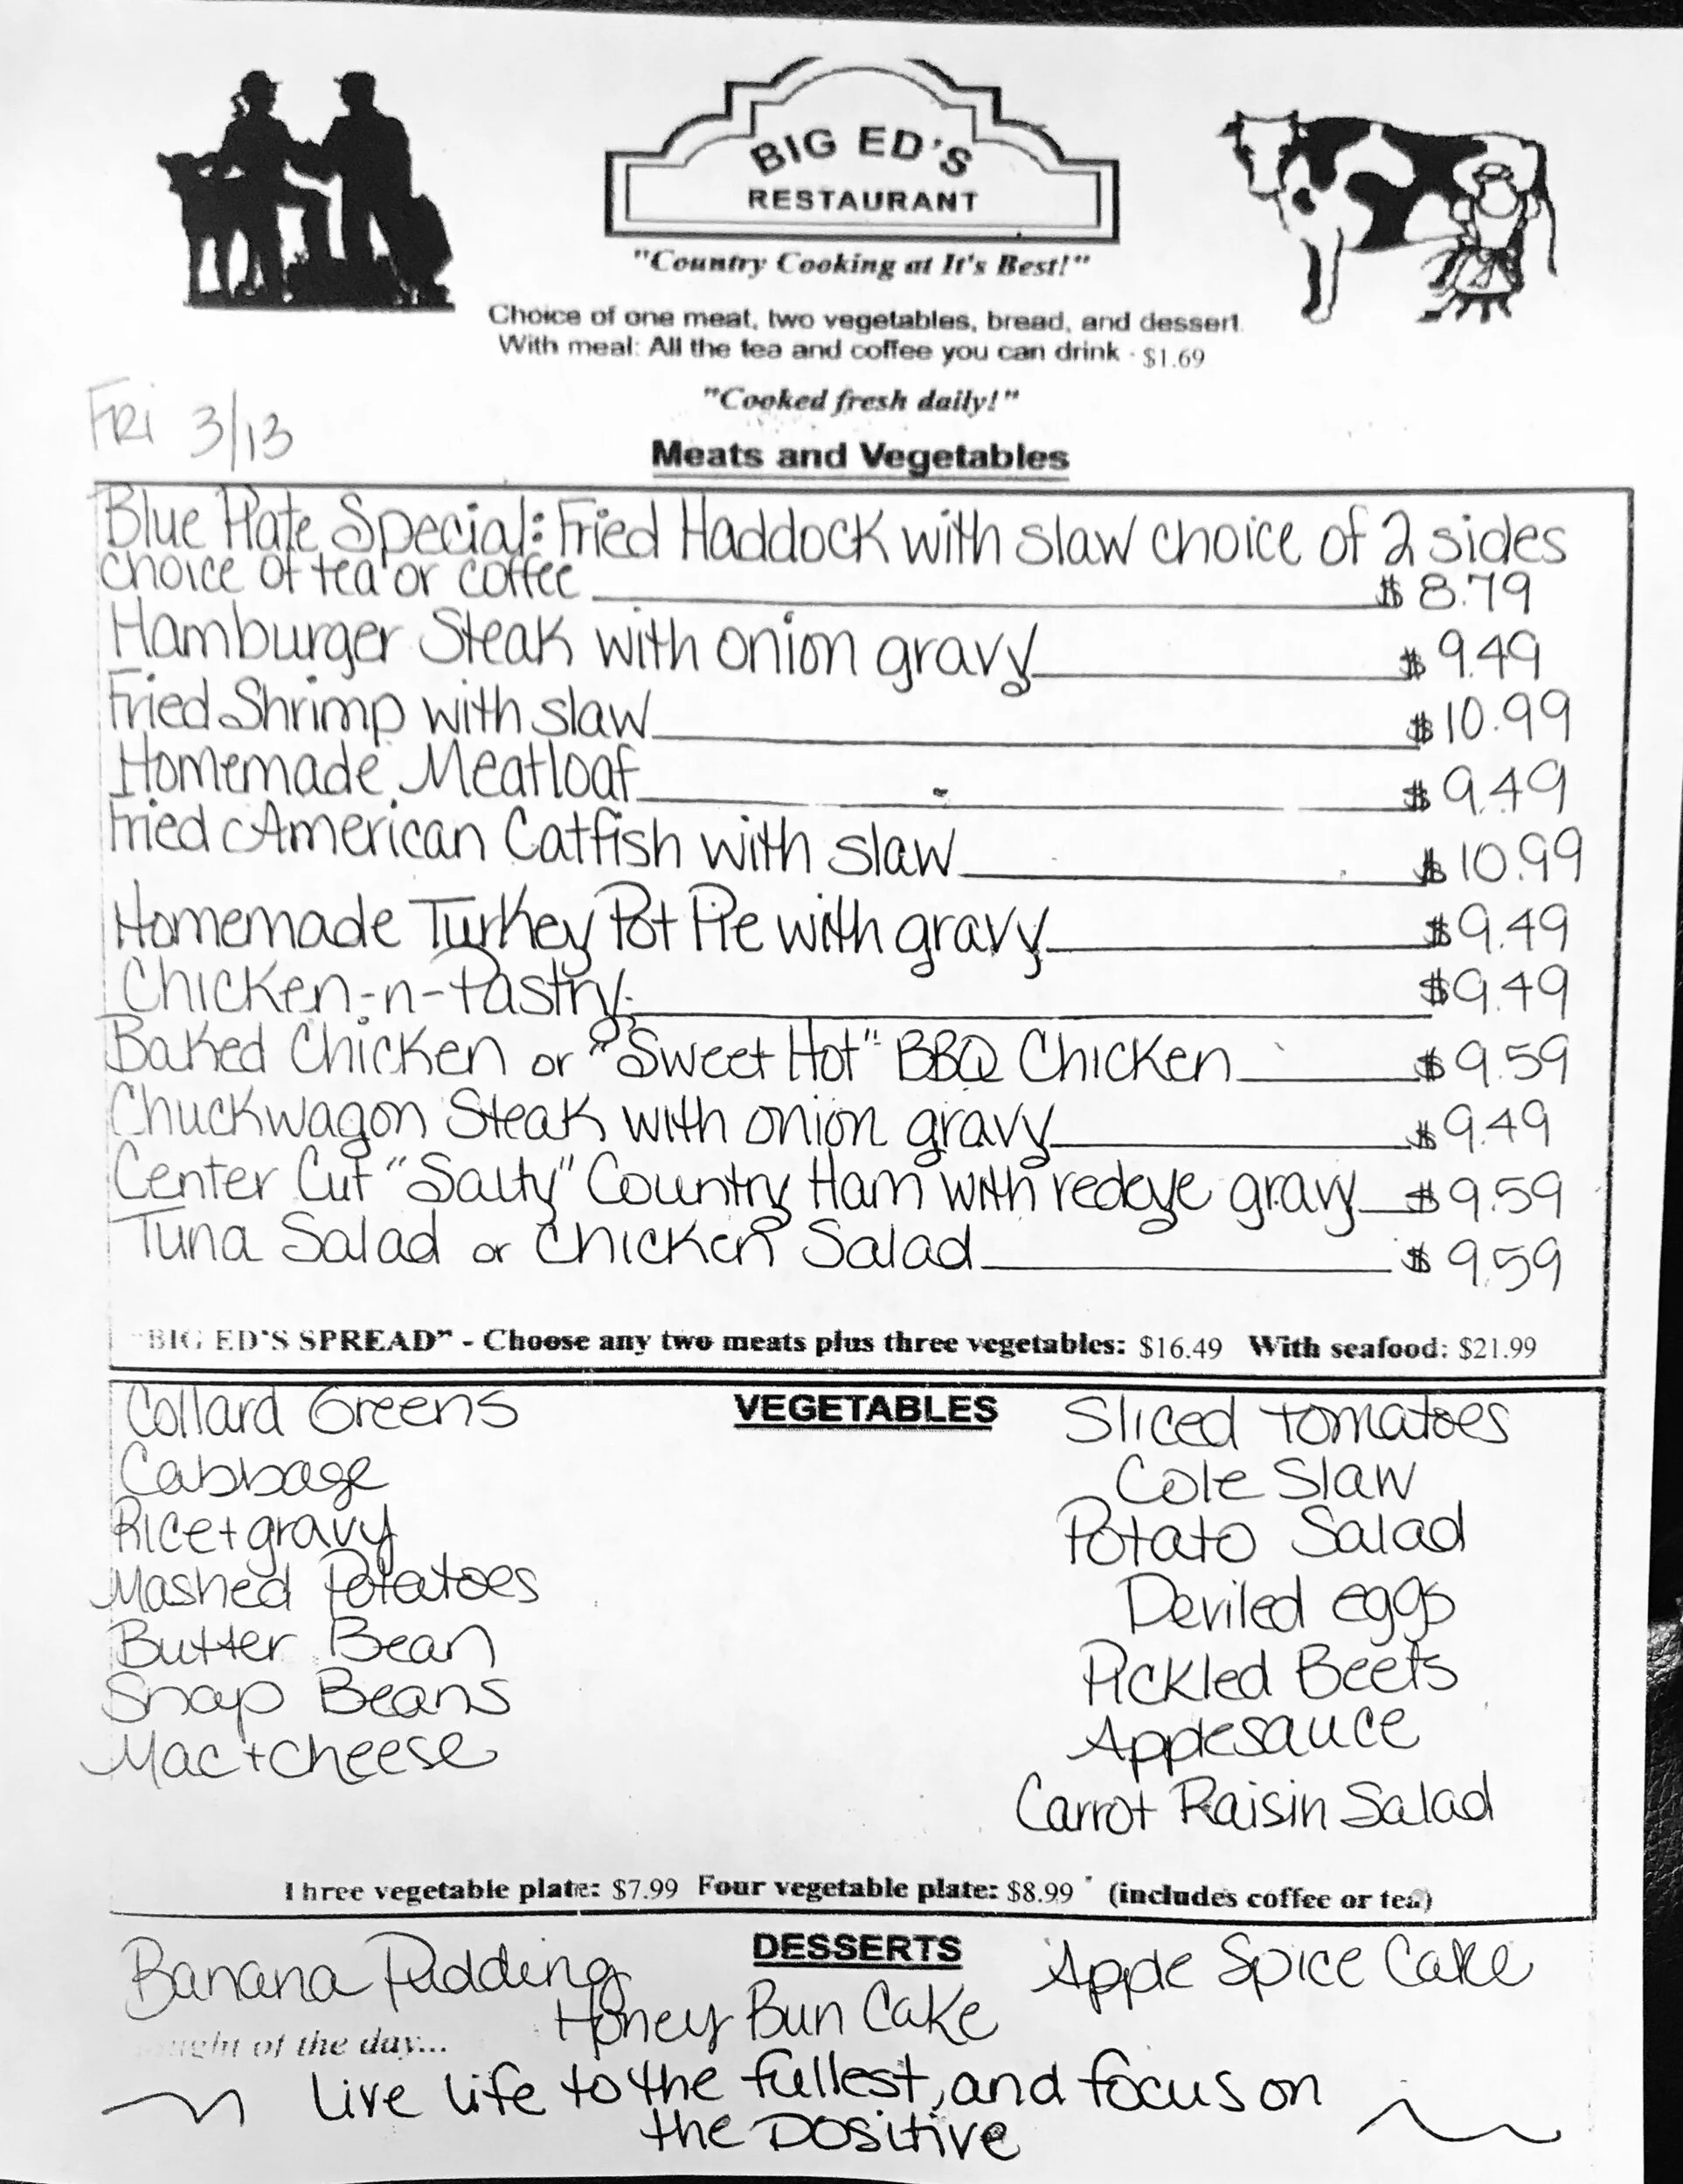 BIG ED'S
RESTAURANT
"Country Cooking at It's Best!"
Choice of one meat, two vegetables, bread, and dessert.
With meal: All the tea and coffee you can drink - $1.69
"Cooked fresh daily!"
FRI 3/13
Meats and Vegetables
Blue Plate Special: Fried Haddock with slaw choice of 2 sides
choice of tea or coffee $8.79
Hamburger Steak with onion gravy $9.49
Fried Shrimp with slaw $10.99
Homemade Meatloaf $9.49
Fried American Catfish with slaw $10.99
Homemade Turkey Pot Pie with gravy $9.49
Chicken-n-Pastry $9.49
Baked Chicken or "Sweet Hot" BBQ Chicken $9.59
Chuckwagon Steak with onion gravy $9.49
Center Cut "Salty" Country Ham with redeye gravy $9.59
Tuna Salad or Chicken Salad $9.59
"BIG ED'S SPREAD" - Choose any two meats plus three vegetables: $16.49 With seafood: $21.99
VEGETABLES
Collard Greens
Cabbage
Rice + gravy
Mashed Potatoes
Butter Bean
Snap Beans
Mac + cheese
Sliced tomatoes
Cole Slaw
Potato Salad
Deviled eggs
Pickled Beets
Applesauce
Carrot Raisin Salad
Three vegetable plate: $7.99 Four vegetable plate: $8.99 (includes coffee or tea)
DESSERTS
Banana Pudding
Honey Bun Cake
Apple Spice Cake
of the day...
Live life to the fullest, and focus on
the positive